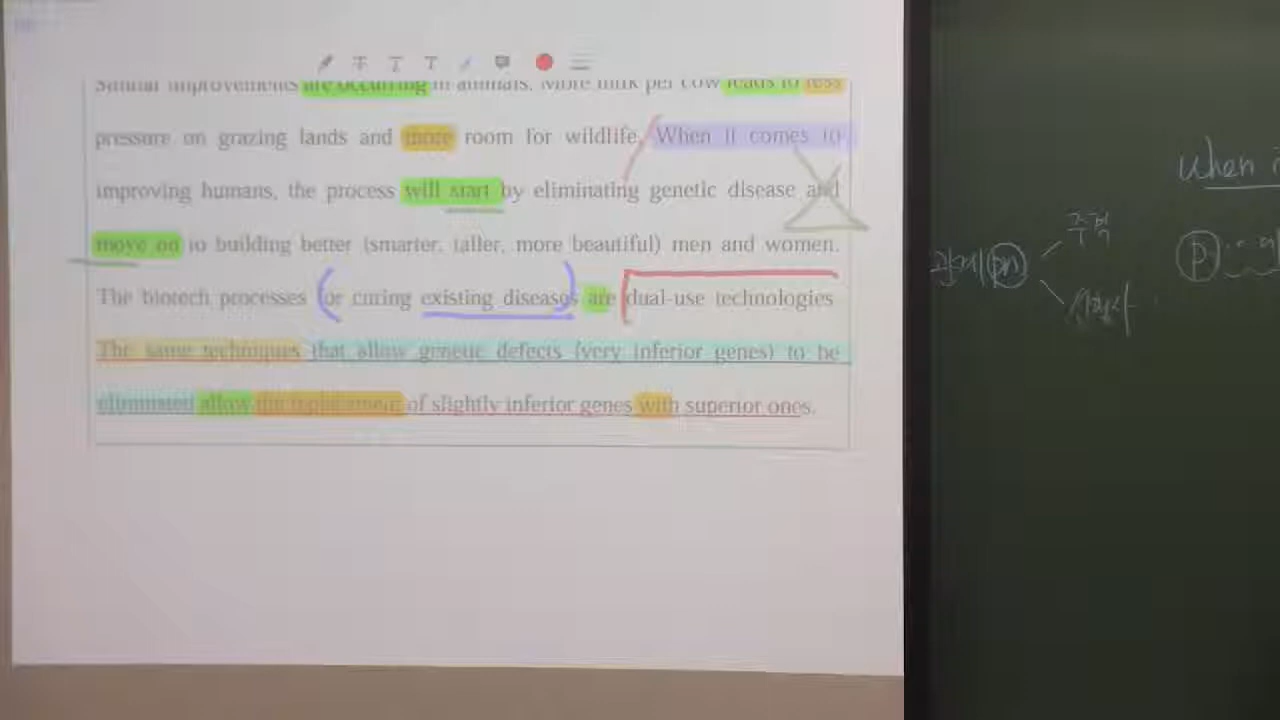 Similar improvements are occurring in animals. More milk per cow leads to less
pressure on grazing lands and more room for wildlife. When it comes to
improving humans, the process will start by eliminating genetic disease and
move on to building better (smarter, taller, more beautiful) men and women.
The biotech processes for curing existing diseases are dual-use technologies
The same techniques that allow genetic defects (very inferior genes) to be
eliminated allow the replacement of slightly inferior genes with superior ones.
when
주격
P